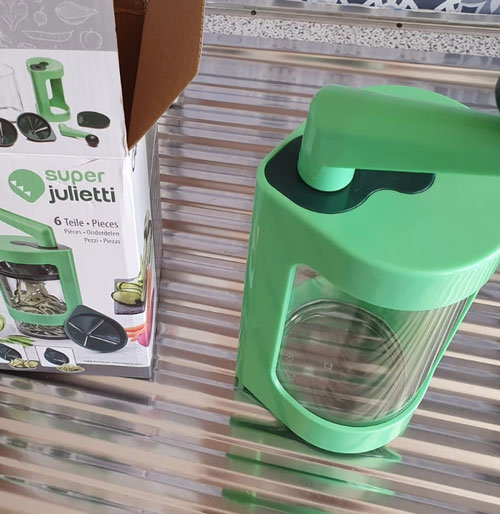 super
julietti
6 Teile • Pieces
Pièces • Onderdelen
Pezzi • Piezas